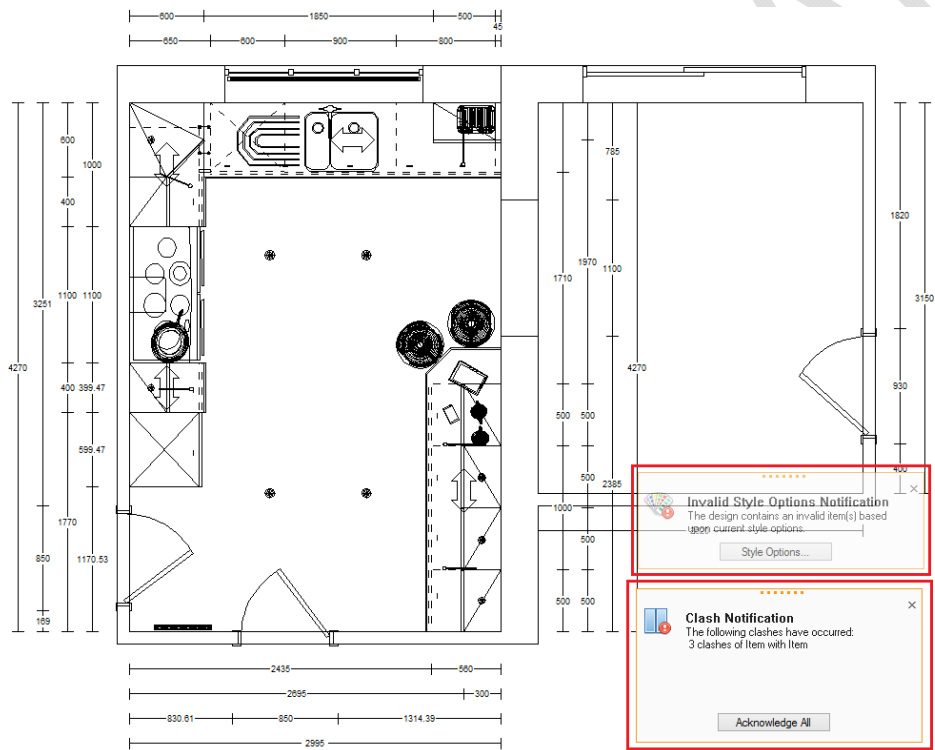 600 1850 500
45
650 600 900 800
600
1000
400
1100 1100
3251
4270
400 399.47
599.47
1770
850
1170.53
169
785
1970
1710 1100
4270
500 500
500
2385
1000
500
500 500
1820
3150
930
400
Invalid Style Options Notification
The design contains an invalid item(s) based
upon current style options.
Style Options...
Clash Notification
The following clashes have occurred:
3 clashes of Item with Item
Acknowledge All
2435 560
2695 300
830.61 850 1314.39
2995